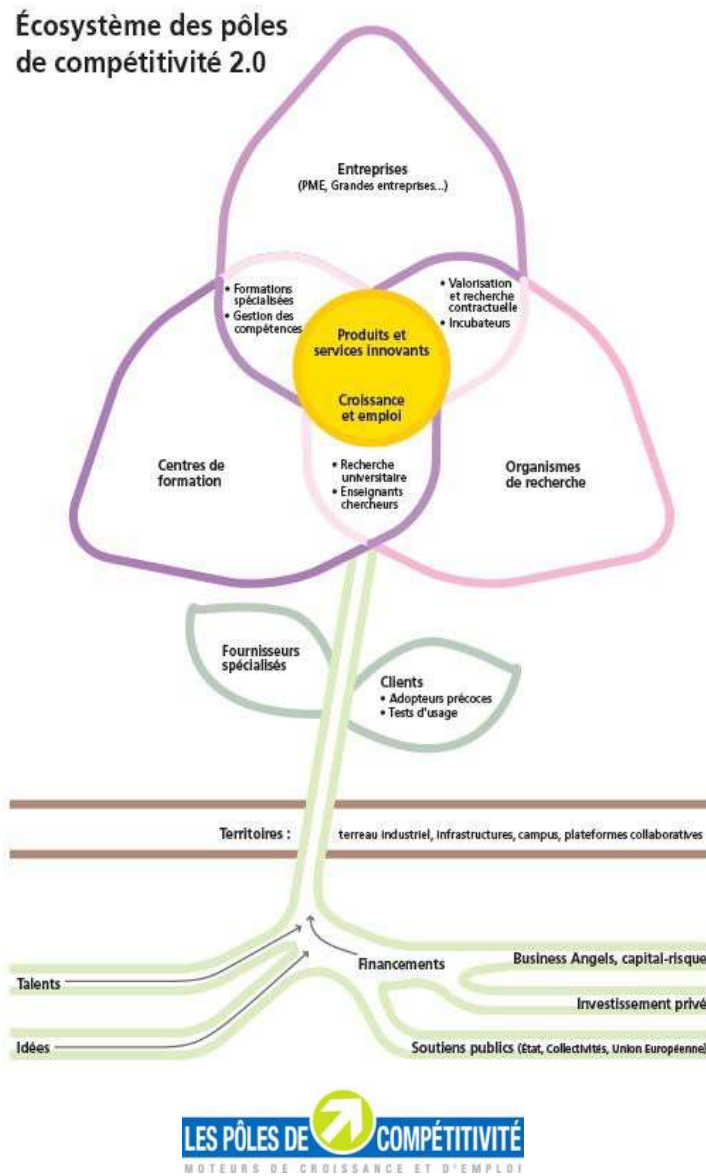 Écosystème des pôles
de compétitivité 2.0
Entreprises
(PME, Grandes entreprises...)
• Formations
spécialisées
• Gestion des
compétences
• Valorisation
et recherche
contractuelle
• Incubateurs
Produits et
services innovants
Croissance
et emploi
Centres de
formation
• Recherche
universitaire
• Enseignants
chercheurs
Organismes
de recherche
Fournisseurs
spécialisés
Clients
• Adopteurs précoces
• Tests d'usage
Territoires : terreau industriel, infrastructures, campus, plateformes collaboratives
Talents
Idées
Financements
Business Angels, capital-risque
Investissement privé
Soutiens publics (État, Collectivités, Union Européenne)
LES PÔLES DE COMPÉTITIVITÉ
MOTEURS DE CROISSANCE ET D'EMPLOI